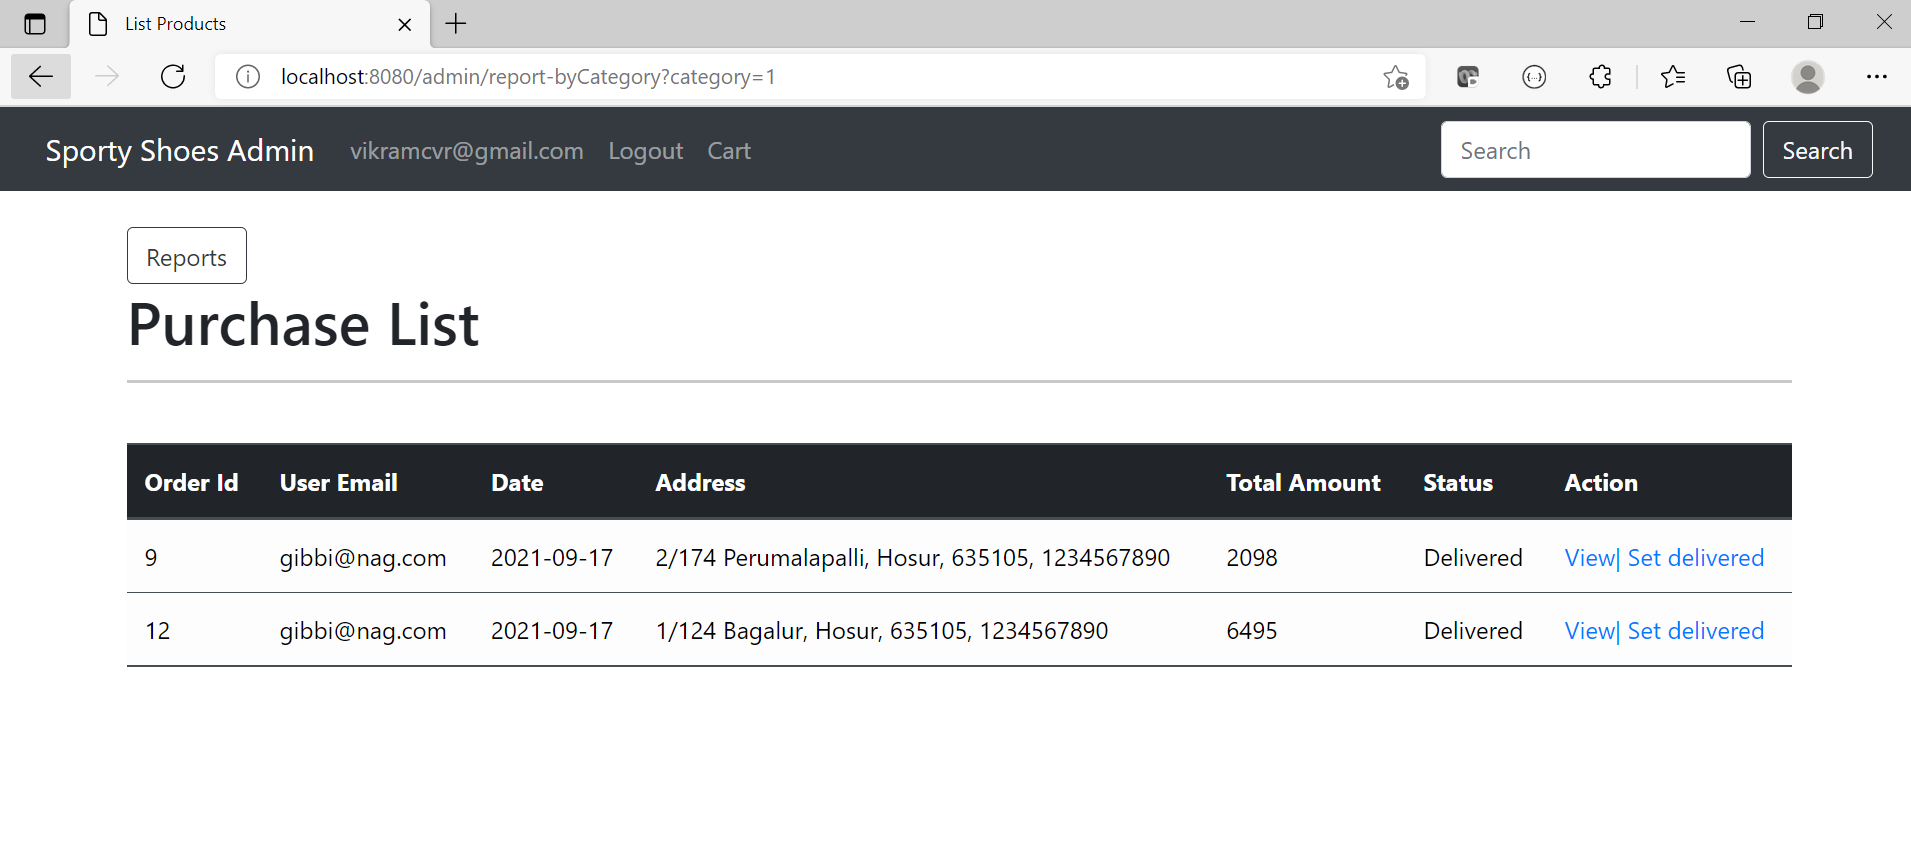 List Products
localhost:8080/admin/report-byCategory?category=1
Sporty Shoes Admin vikramcvr@gmail.com Logout Cart Search Search
Reports
Purchase List
Order Id User Email Date Address Total Amount Status Action
9 gibbi@nag.com 2021-09-17 2/174 Perumalapalli, Hosur, 635105, 1234567890 2098 Delivered View| Set delivered
12 gibbi@nag.com 2021-09-17 1/124 Bagalur, Hosur, 635105, 1234567890 6495 Delivered View| Set delivered